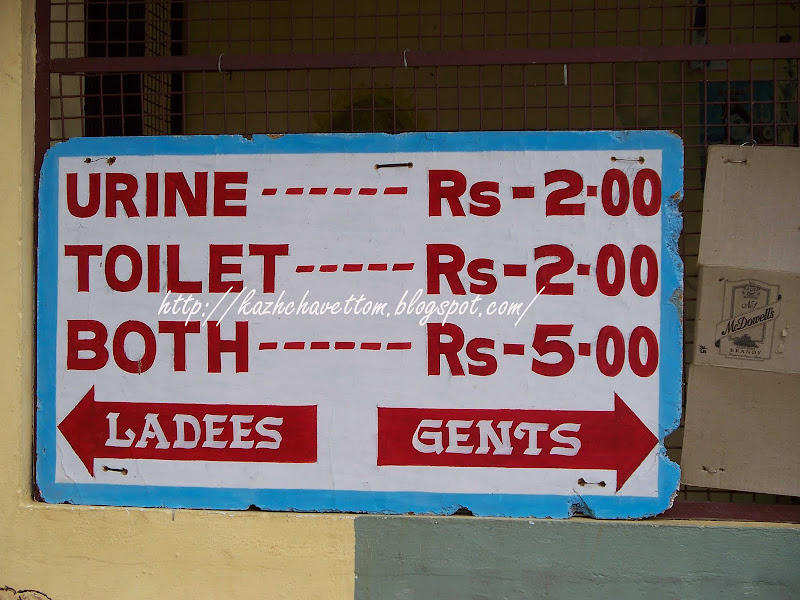 URINE ------ Rs-2.00
TOILET ----- Rs-2.00
http://kazhchavettom.blogspot.com/
BOTH ------ Rs-5.00
LADEES GENTS
McDowell's
BRANDY